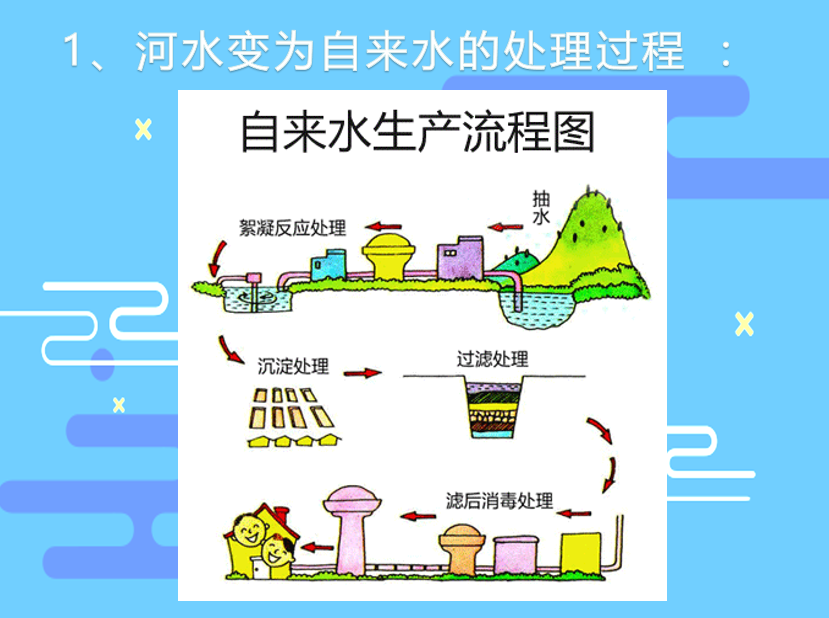 1、河水变为自来水的处理过程 ：
自来水生产流程图
抽水
絮凝反应处理
沉淀处理
过滤处理
滤后消毒处理